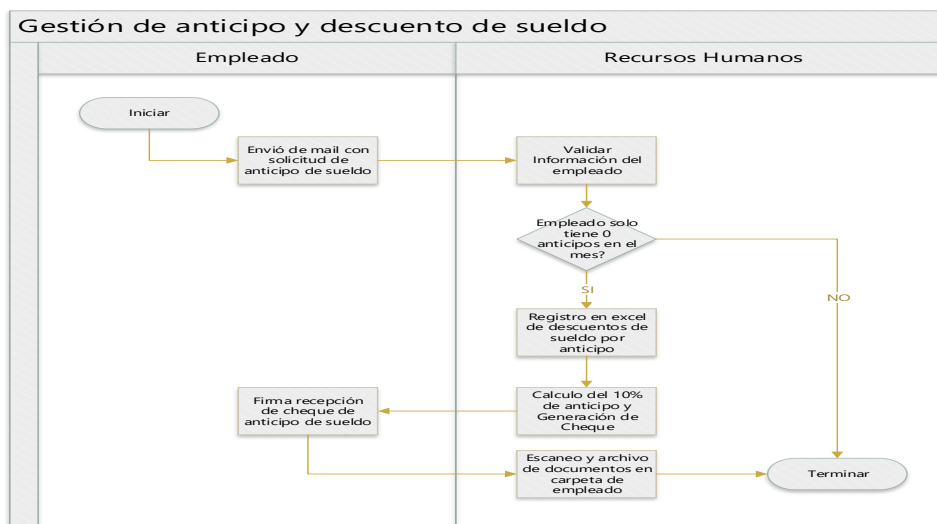 Gestión de anticipo y descuento de sueldo
Empleado
Recursos Humanos
Iniciar
Envió de mail con
solicitud de
anticipo de sueldo
Validar
Información del
empleado
Empleado solo
tiene 0
anticipos en el
mes?
SI
NO
Registro en excel
de descuentos de
sueldo por
anticipo
Firma recepción
de cheque de
anticipo de sueldo
Calculo del 10%
de anticipo y
Generación de
Cheque
Escaneo y archivo
de documentos en
carpeta de
empleado
Terminar